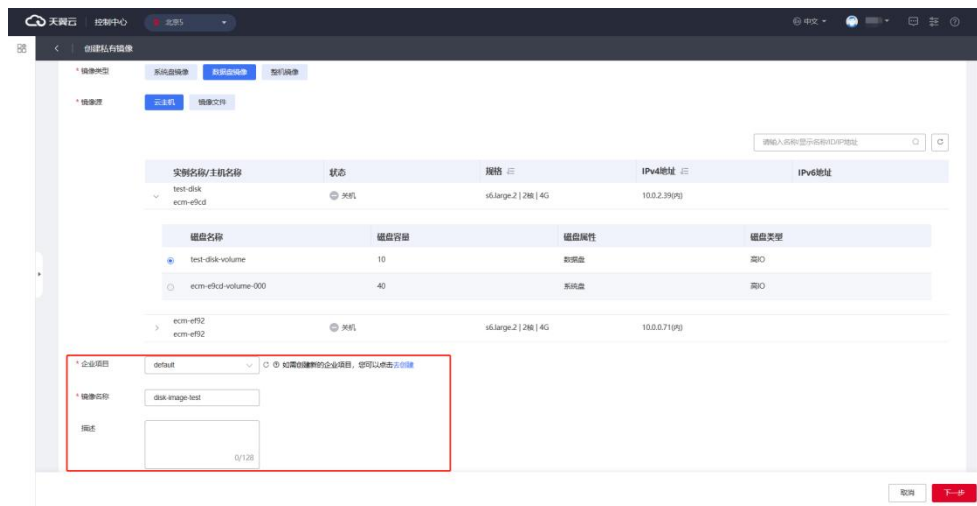 天翼云 控制中心 北京5 中文
创建私有镜像
* 镜像类型 系统盘镜像 数据盘镜像 整机镜像
* 镜像源 云主机 镜像文件
请输入名称/显示名称/ID/IP地址
实例名称/主机名称 状态 规格 IPv4地址 IPv6地址
test-disk
ecm-e9cd 关机 s6.large.2 | 2核 | 4G 10.0.2.39(内)
磁盘名称 磁盘容量 磁盘属性 磁盘类型
test-disk-volume 10 数据盘 高IO
ecm-e9cd-volume-000 40 系统盘 高IO
ecm-ef92
ecm-ef92 关机 s6.large.2 | 2核 | 4G 10.0.0.71(内)
* 企业项目 default 如需创建新的企业项目，您可以点击去创建
* 镜像名称 disk-image-test
描述
0/128
取消 下一步